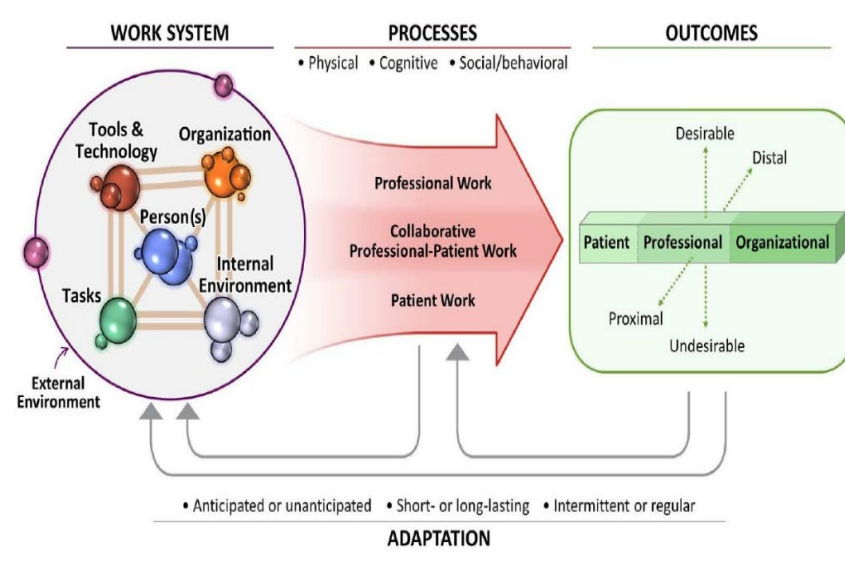 WORK SYSTEM
PROCESSES
OUTCOMES
• Physical • Cognitive • Social/behavioral
Tools &
Technology
Organization
Person(s)
Internal
Environment
Tasks
External
Environment
Professional Work
Collaborative
Professional-Patient Work
Patient Work
Desirable
Distal
Patient
Professional
Organizational
Proximal
Undesirable
• Anticipated or unanticipated • Short- or long-lasting • Intermittent or regular
ADAPTATION